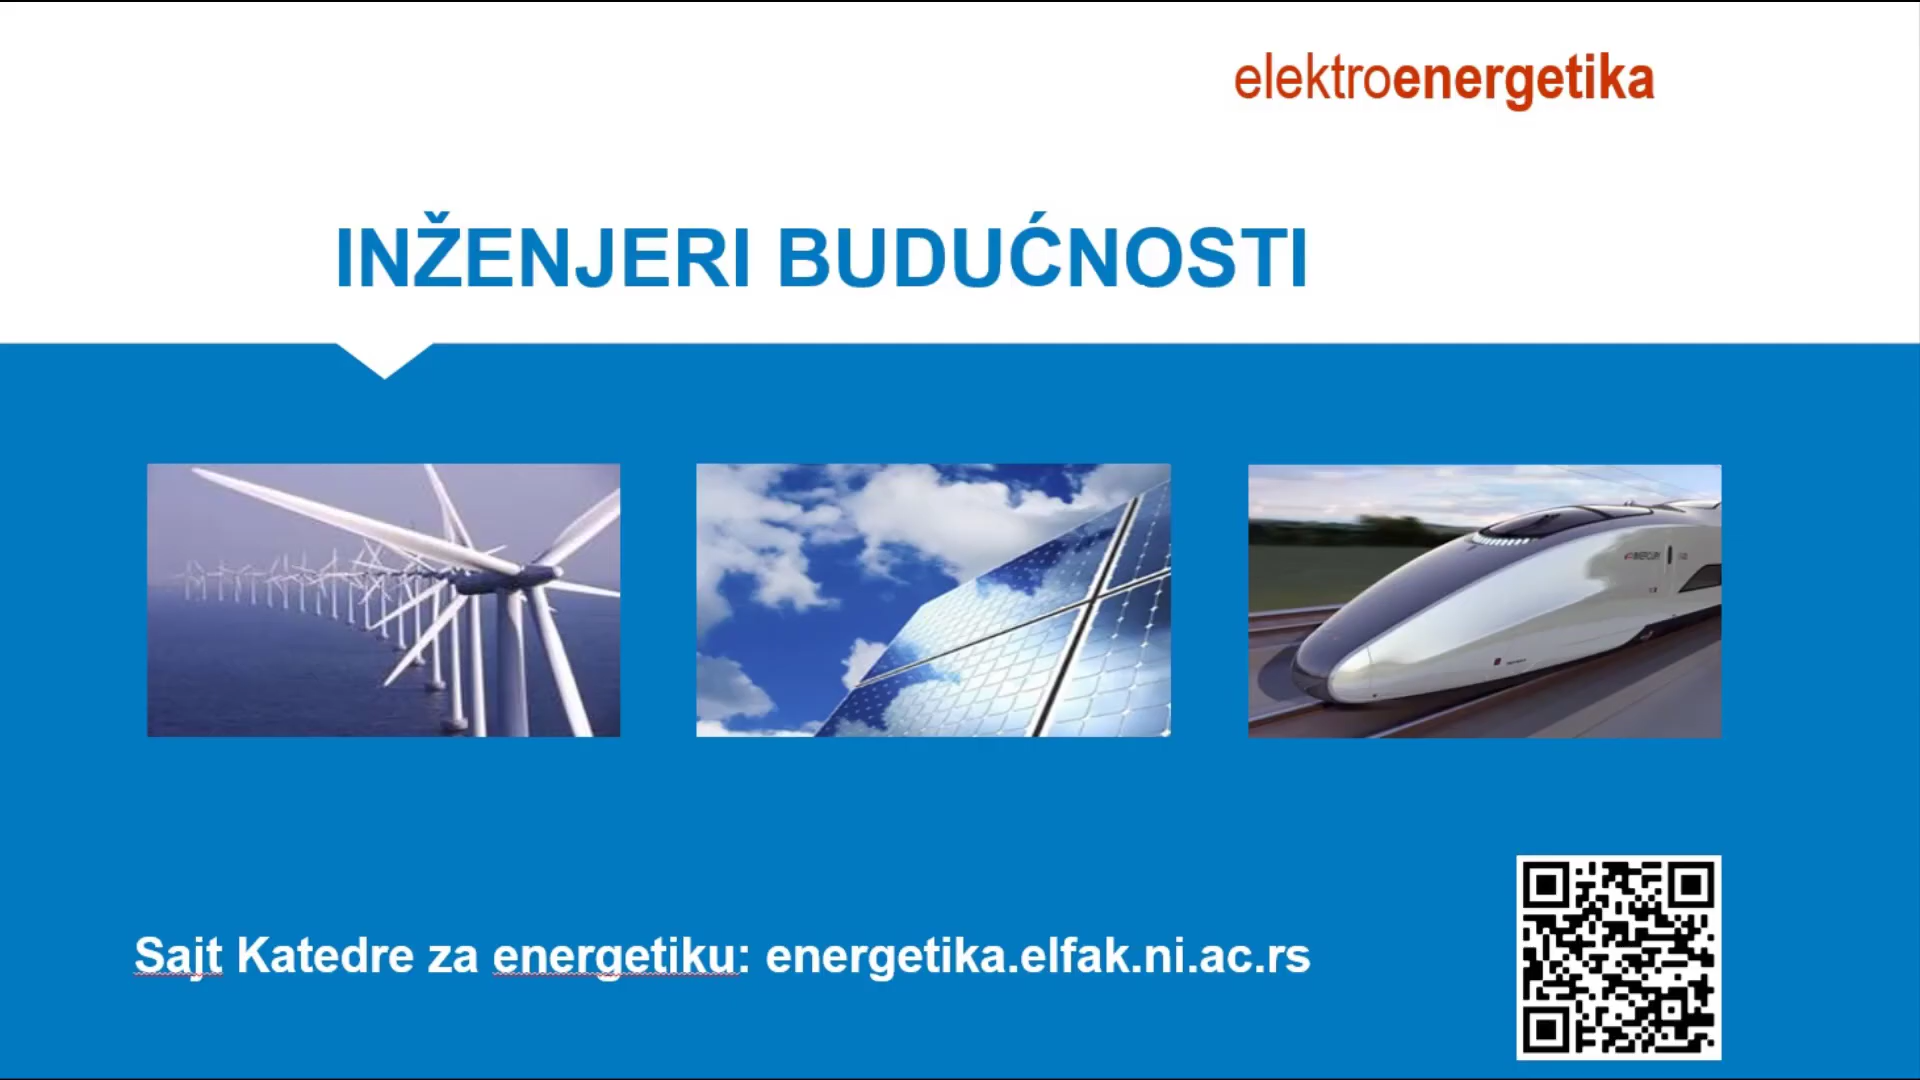 elektroenergetika
INŽENJERI BUDUĆNOSTI
Sajt Katedre za energetiku: energetika.elfak.ni.ac.rs